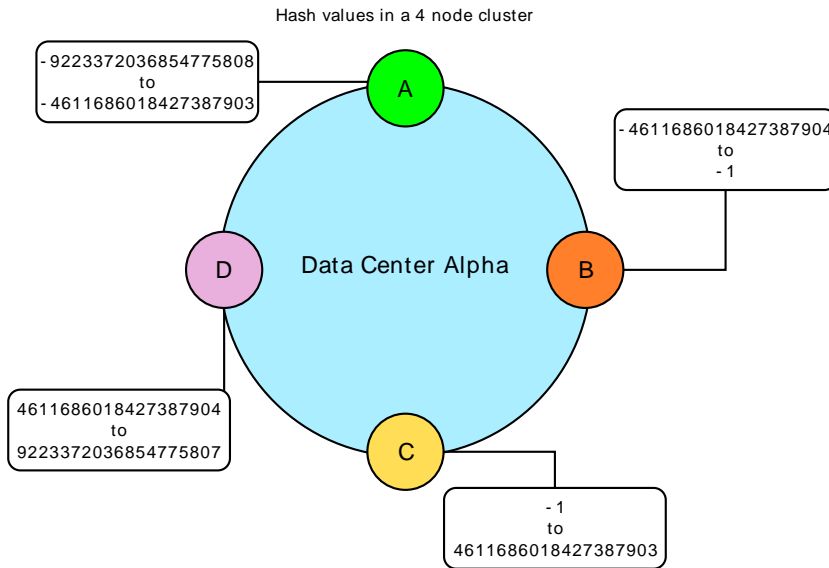 Hash values in a 4 node cluster
-9223372036854775808
to
-4611686018427387903
A
-4611686018427387904
to
-1
D
Data Center Alpha
B
4611686018427387904
to
9223372036854775807
C
-1
to
4611686018427387903